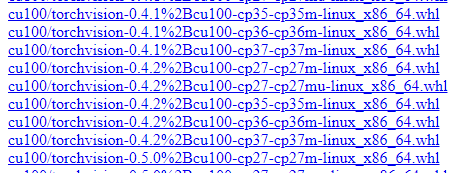 cu100/torchvision-0.4.1%2Bcu100-cp35-cp35m-linux_x86_64.whl
cu100/torchvision-0.4.1%2Bcu100-cp36-cp36m-linux_x86_64.whl
cu100/torchvision-0.4.1%2Bcu100-cp37-cp37m-linux_x86_64.whl
cu100/torchvision-0.4.2%2Bcu100-cp27-cp27m-linux_x86_64.whl
cu100/torchvision-0.4.2%2Bcu100-cp27-cp27mu-linux_x86_64.whl
cu100/torchvision-0.4.2%2Bcu100-cp35-cp35m-linux_x86_64.whl
cu100/torchvision-0.4.2%2Bcu100-cp36-cp36m-linux_x86_64.whl
cu100/torchvision-0.4.2%2Bcu100-cp37-cp37m-linux_x86_64.whl
cu100/torchvision-0.5.0%2Bcu100-cp27-cp27m-linux_x86_64.whl